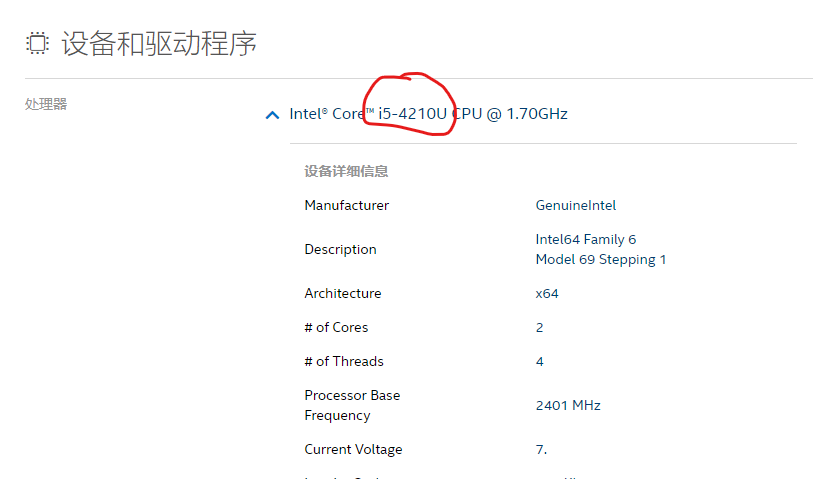 设备和驱动程序
处理器
Intel® Core™ i5-4210U CPU @ 1.70GHz
设备详细信息
Manufacturer GenuineIntel
Description Intel64 Family 6
Model 69 Stepping 1
Architecture x64
# of Cores 2
# of Threads 4
Processor Base
Frequency 2401 MHz
Current Voltage 7.